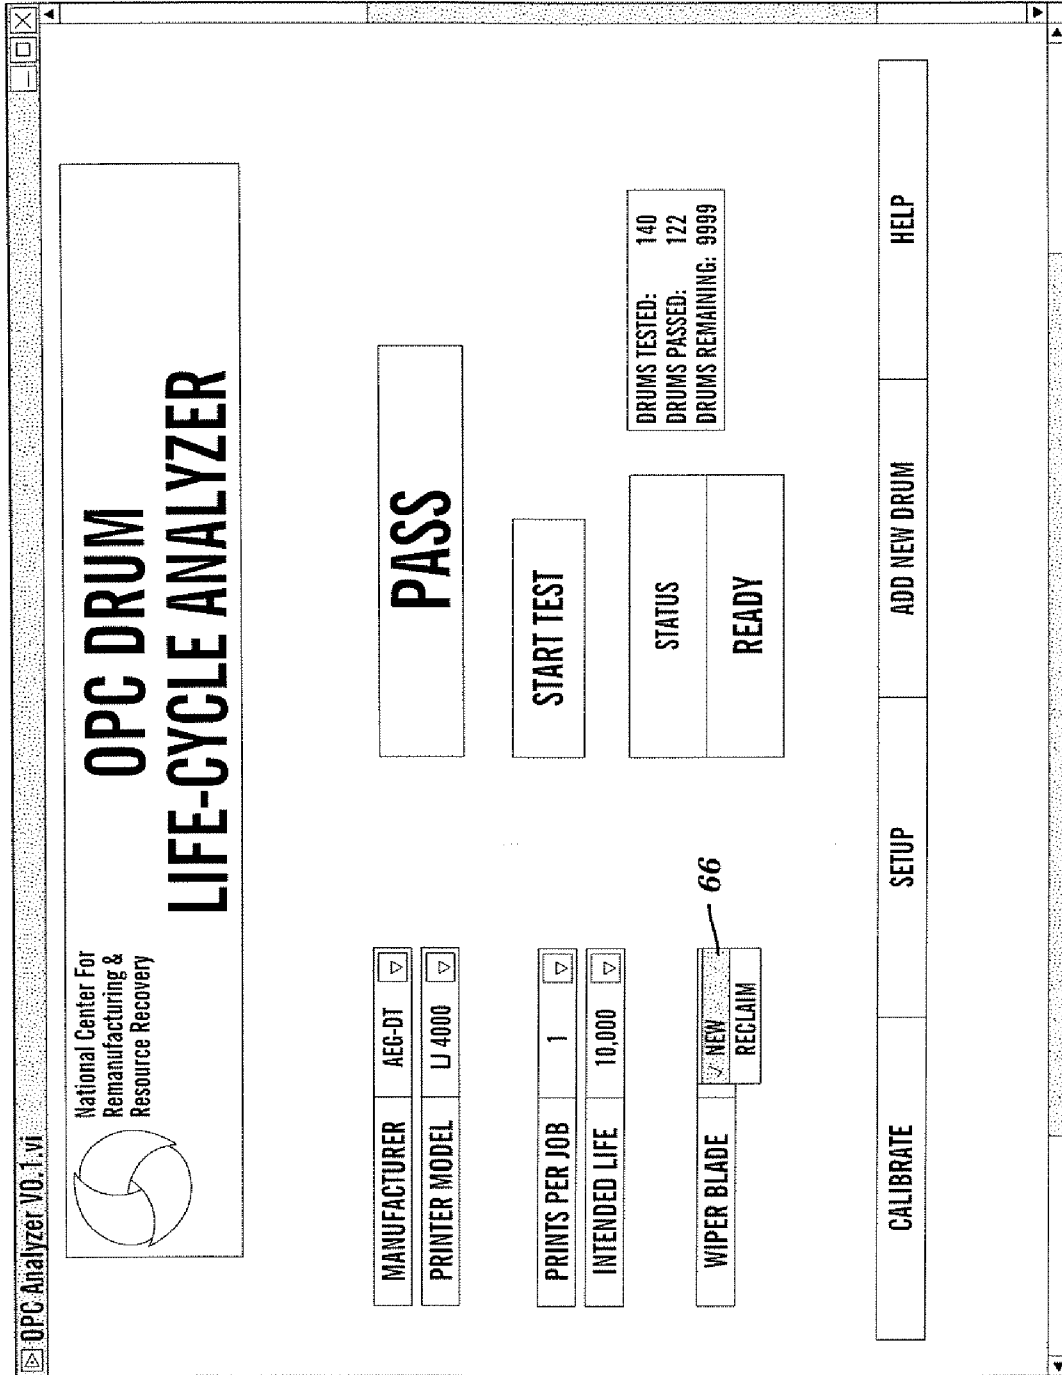 OPC Analyzer V0.1.vi
National Center For
Remanufacturing &
Resource Recovery
OPC DRUM
LIFE-CYCLE ANALYZER
MANUFACTURER AEG-DT
PRINTER MODEL LJ 4000
PASS
PRINTS PER JOB 1
INTENDED LIFE 10,000
START TEST
WIPER BLADE
✓ NEW
RECLAIM
66
STATUS
READY
DRUMS TESTED: 140
DRUMS PASSED: 122
DRUMS REMAINING: 9999
CALIBRATE
SETUP
ADD NEW DRUM
HELP